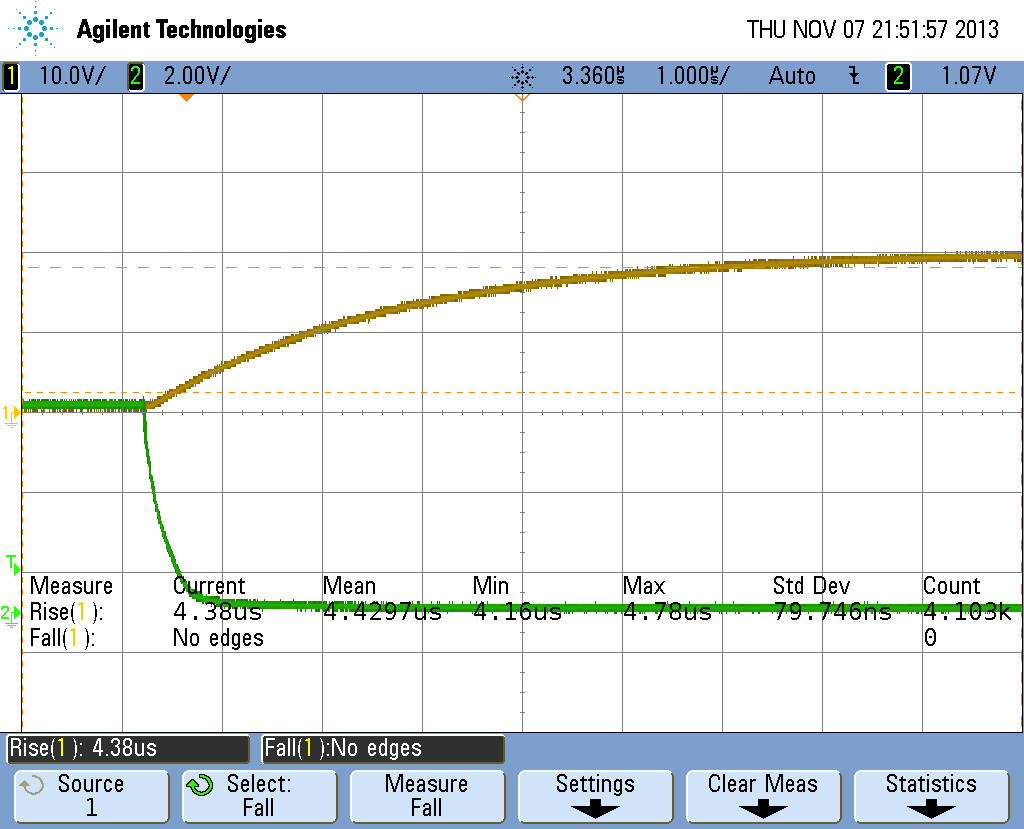 Agilent Technologies THU NOV 07 21:51:57 2013
1 10.0V/ 2 2.00V/ 3.360µs 1.000µs/ Auto 2 1.07V
1
T
Measure Current Mean Min Max Std Dev Count
Rise(1): 4.38us 4.4297us 4.16us 4.78us 79.746ns 4.103k
2
Fall(1): No edges 0
Rise(1): 4.38us Fall(1):No edges
Source Select: Measure Settings Clear Meas Statistics
1 Fall Fall